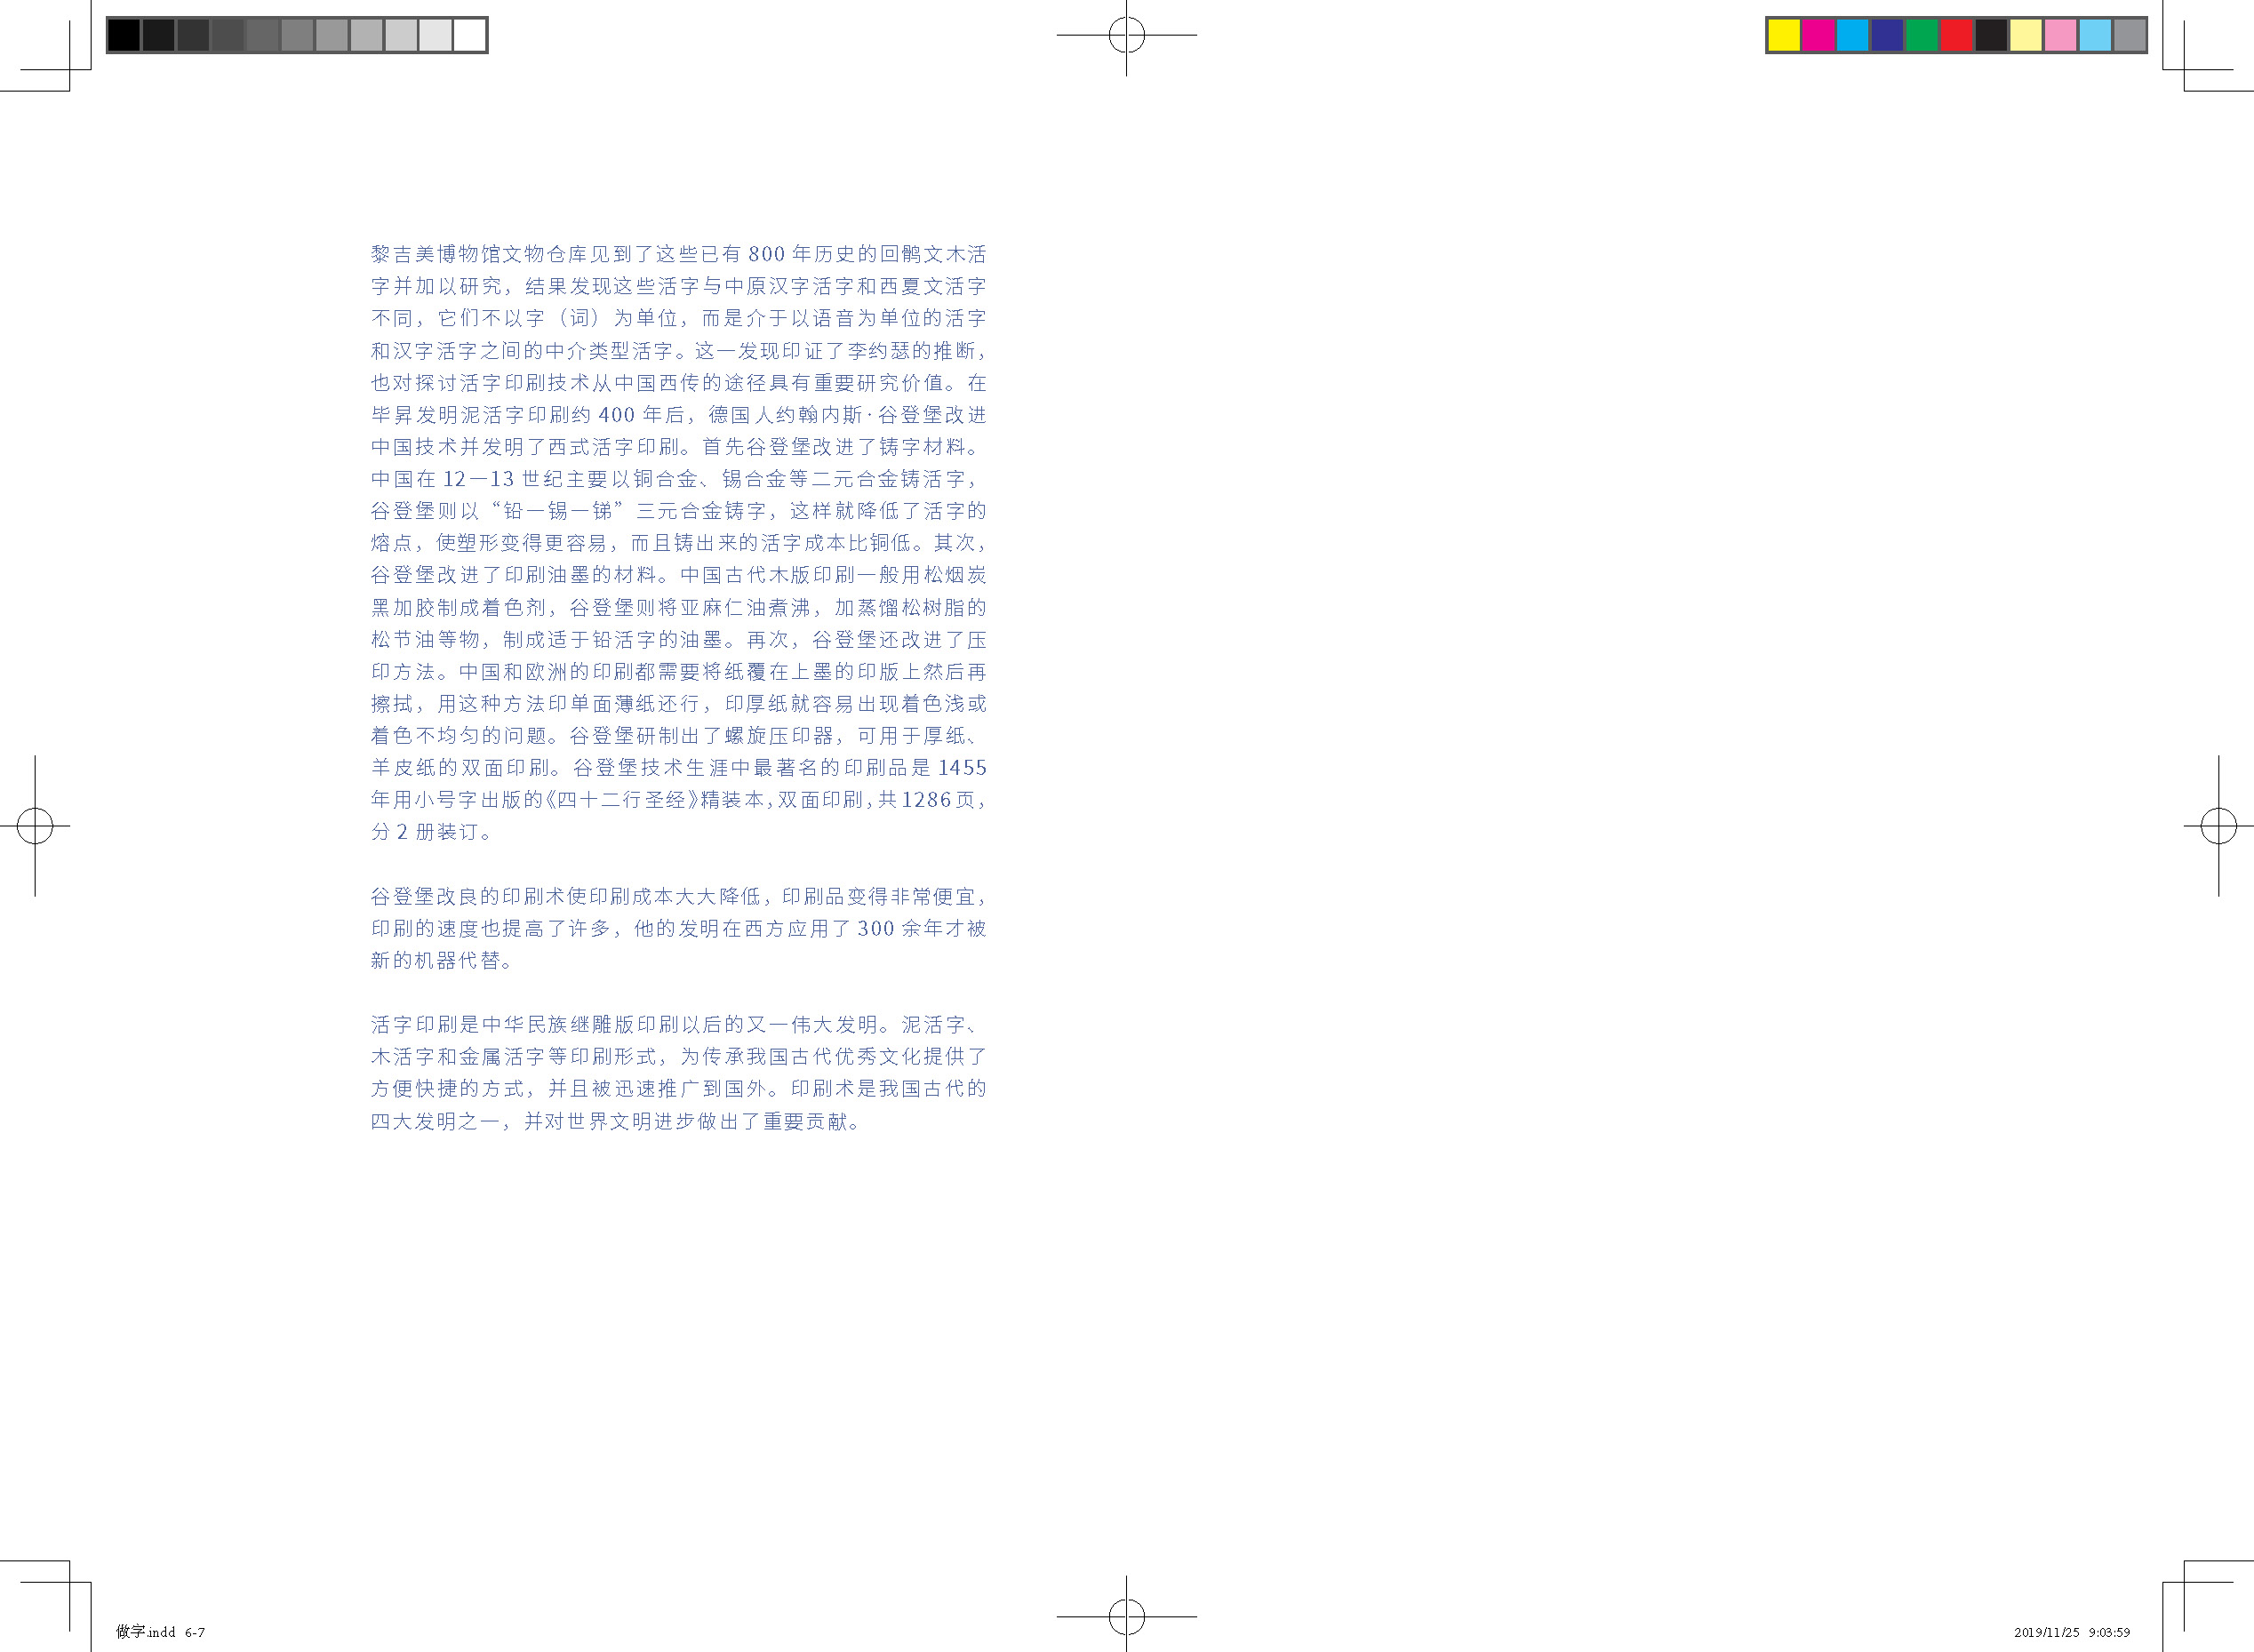 黎吉美博物馆文物仓库见到了这些已有 800 年历史的回鹘文木活
字并加以研究，结果发现这些活字与中原汉字活字和西夏文活字
不同，它们不以字（词）为单位，而是介于以语音为单位的活字
和汉字活字之间的中介类型活字。这一发现印证了李约瑟的推断，
也对探讨活字印刷技术从中国西传的途径具有重要研究价值。在
毕昇发明泥活字印刷约 400 年后，德国人约翰内斯·谷登堡改进
中国技术并发明了西式活字印刷。首先谷登堡改进了铸字材料。
中国在 12—13 世纪主要以铜合金、锡合金等二元合金铸活字，
谷登堡则以“铅—锡—锑”三元合金铸字，这样就降低了活字的
熔点，使塑形变得更容易，而且铸出来的活字成本比铜低。其次，
谷登堡改进了印刷油墨的材料。中国古代木版印刷一般用松烟炭
黑加胶制成着色剂，谷登堡则将亚麻仁油煮沸，加蒸馏松树脂的
松节油等物，制成适于铅活字的油墨。再次，谷登堡还改进了压
印方法。中国和欧洲的印刷都需要将纸覆在上墨的印版上然后再
擦拭，用这种方法印单面薄纸还行，印厚纸就容易出现着色浅或
着色不均匀的问题。谷登堡研制出了螺旋压印器，可用于厚纸、
羊皮纸的双面印刷。谷登堡技术生涯中最著名的印刷品是 1455
年用小号字出版的《四十二行圣经》精装本，双面印刷，共 1286 页，
分 2 册装订。
谷登堡改良的印刷术使印刷成本大大降低，印刷品变得非常便宜，
印刷的速度也提高了许多，他的发明在西方应用了 300 余年才被
新的机器代替。
活字印刷是中华民族继雕版印刷以后的又一伟大发明。泥活字、
木活字和金属活字等印刷形式，为传承我国古代优秀文化提供了
方便快捷的方式，并且被迅速推广到国外。印刷术是我国古代的
四大发明之一，并对世界文明进步做出了重要贡献。
做字.indd 6-7
2019/11/25 9:03:59